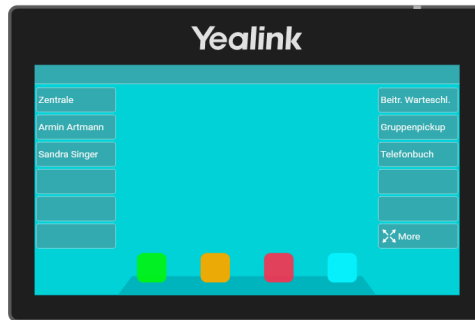 Yealink
Zentrale
Armin Artmann
Sandra Singer
Beitr. Warteschl.
Gruppenpickup
Telefonbuch
More